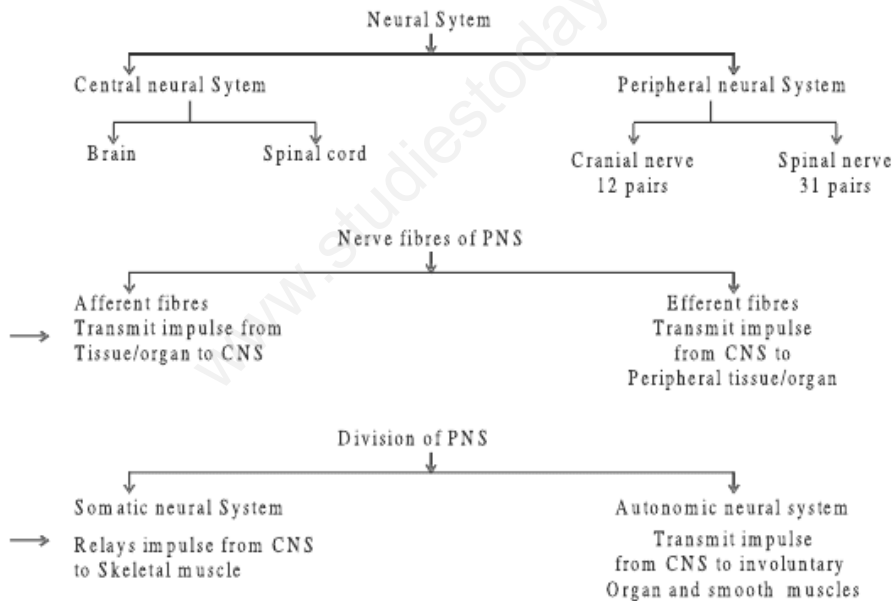 Neural Sytem
Central neural Sytem
Peripheral neural System
Brain
Spinal cord
Cranial nerve
12 pairs
Spinal nerve
31 pairs
Nerve fibres of PNS
Afferent fibres
Transmit impulse from
Tissue/organ to CNS
Efferent fibres
Transmit impulse
from CNS to
Peripheral tissue/organ
Division of PNS
Somatic neural System
Relays impulse from CNS
to Skeletal muscle
Autonomic neural system
Transmit impulse
from CNS to involuntary
Organ and smooth muscles
www.studiestoday